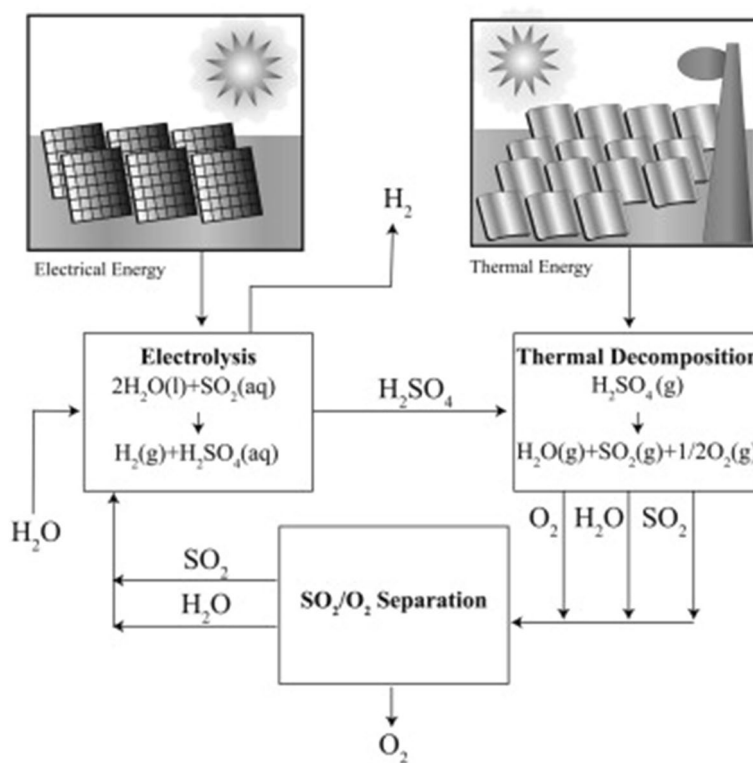 Electrical Energy
Thermal Energy
H₂
Electrolysis
2H₂O(l)+SO₂(aq)
H₂(g)+H₂SO₄(aq)
H₂SO₄
Thermal Decomposition
H₂SO₄(g)
H₂O(g)+SO₂(g)+1/2O₂(g)
H₂O
O₂ H₂O SO₂
SO₂
H₂O
SO₂/O₂ Separation
O₂